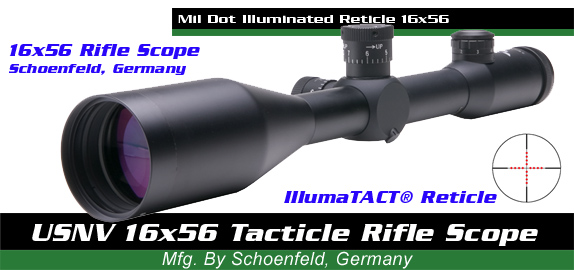 Mil Dot Illuminated Reticle 16x56
16x56 Rifle Scope
Schoenfeld, Germany
UP
IllumaTACT® Reticle
USNV 16x56 Tacticle Rifle Scope
Mfg. By Schoenfeld, Germany